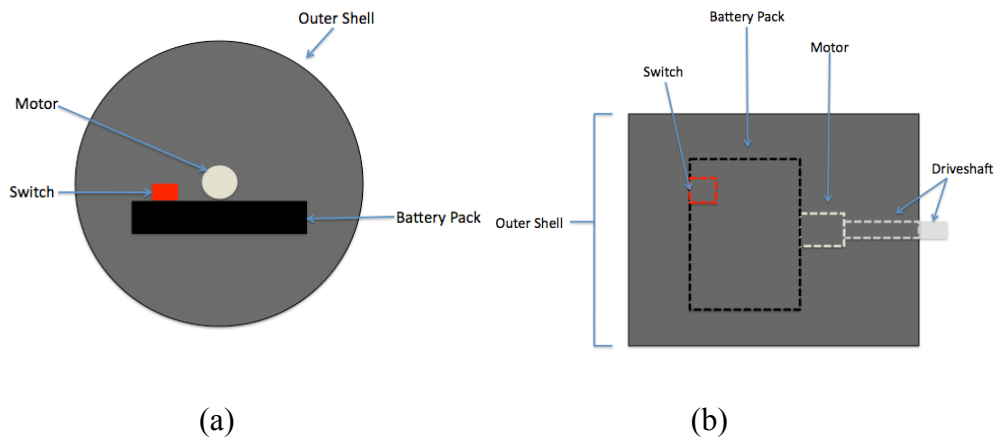 Outer Shell
Motor
Switch
Battery Pack
(a)
Battery Pack
Motor
Switch
Driveshaft
Outer Shell
(b)